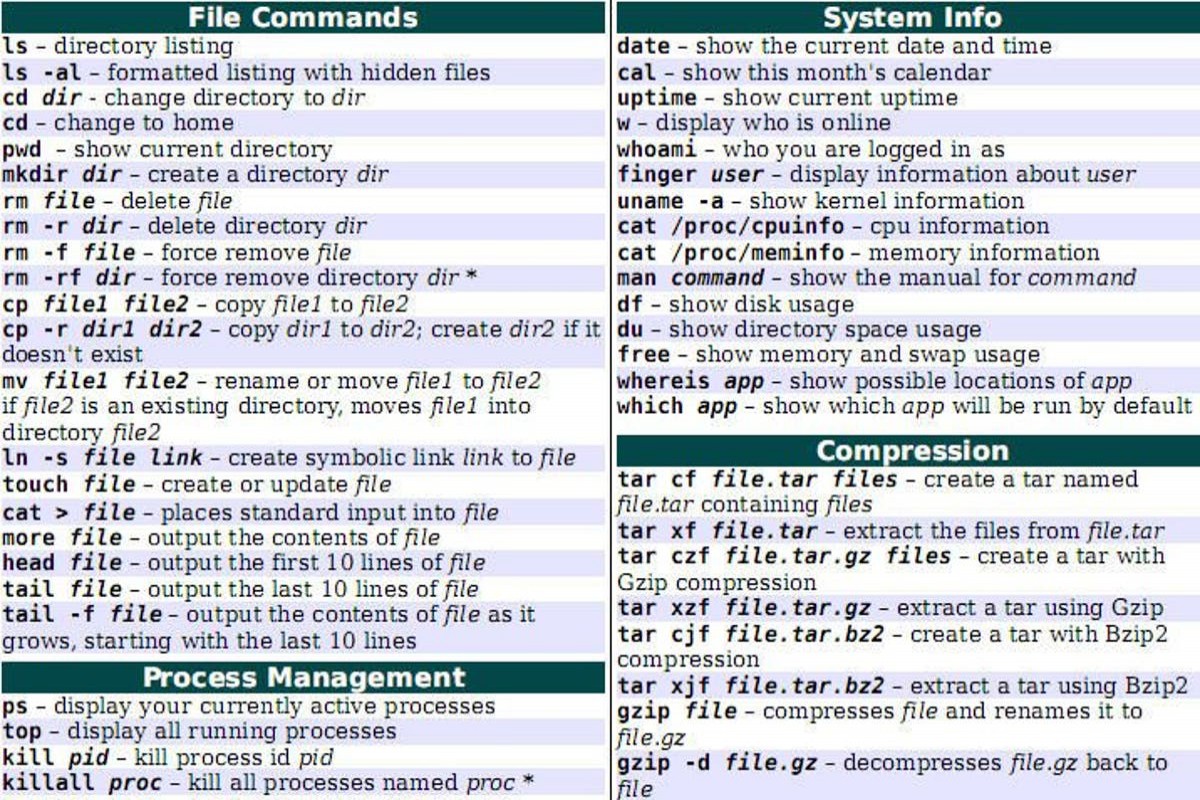 File Commands
ls – directory listing
ls -al – formatted listing with hidden files
cd dir - change directory to dir
cd – change to home
pwd – show current directory
mkdir dir – create a directory dir
rm file – delete file
rm -r dir – delete directory dir
rm -f file – force remove file
rm -rf dir – force remove directory dir *
cp file1 file2 – copy file1 to file2
cp -r dir1 dir2 – copy dir1 to dir2; create dir2 if it
doesn't exist
mv file1 file2 – rename or move file1 to file2
if file2 is an existing directory, moves file1 into
directory file2
ln -s file link – create symbolic link link to file
touch file – create or update file
cat > file – places standard input into file
more file – output the contents of file
head file – output the first 10 lines of file
tail file – output the last 10 lines of file
tail -f file – output the contents of file as it
grows, starting with the last 10 lines
Process Management
ps – display your currently active processes
top – display all running processes
kill pid – kill process id pid
killall proc – kill all processes named proc *
System Info
date – show the current date and time
cal – show this month's calendar
uptime – show current uptime
w – display who is online
whoami – who you are logged in as
finger user – display information about user
uname -a – show kernel information
cat /proc/cpuinfo – cpu information
cat /proc/meminfo – memory information
man command – show the manual for command
df – show disk usage
du – show directory space usage
free – show memory and swap usage
whereis app – show possible locations of app
which app – show which app will be run by default
Compression
tar cf file.tar files – create a tar named
file.tar containing files
tar xf file.tar – extract the files from file.tar
tar czf file.tar.gz files – create a tar with
Gzip compression
tar xzf file.tar.gz – extract a tar using Gzip
tar cjf file.tar.bz2 – create a tar with Bzip2
compression
tar xjf file.tar.bz2 – extract a tar using Bzip2
gzip file – compresses file and renames it to
file.gz
gzip -d file.gz – decompresses file.gz back to
file